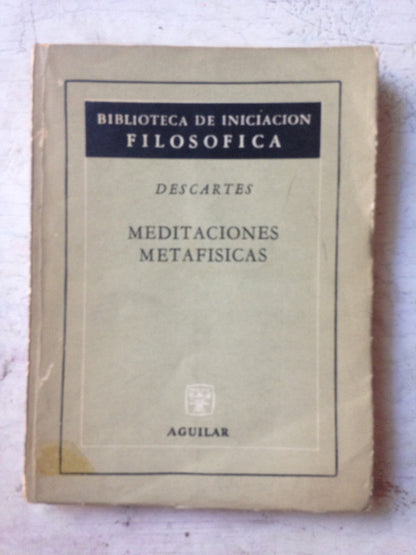 BIBLIOTECA DE INICIACION
FILOSOFICA
DESCARTES
MEDITACIONES
METAFISICAS
AGUILAR